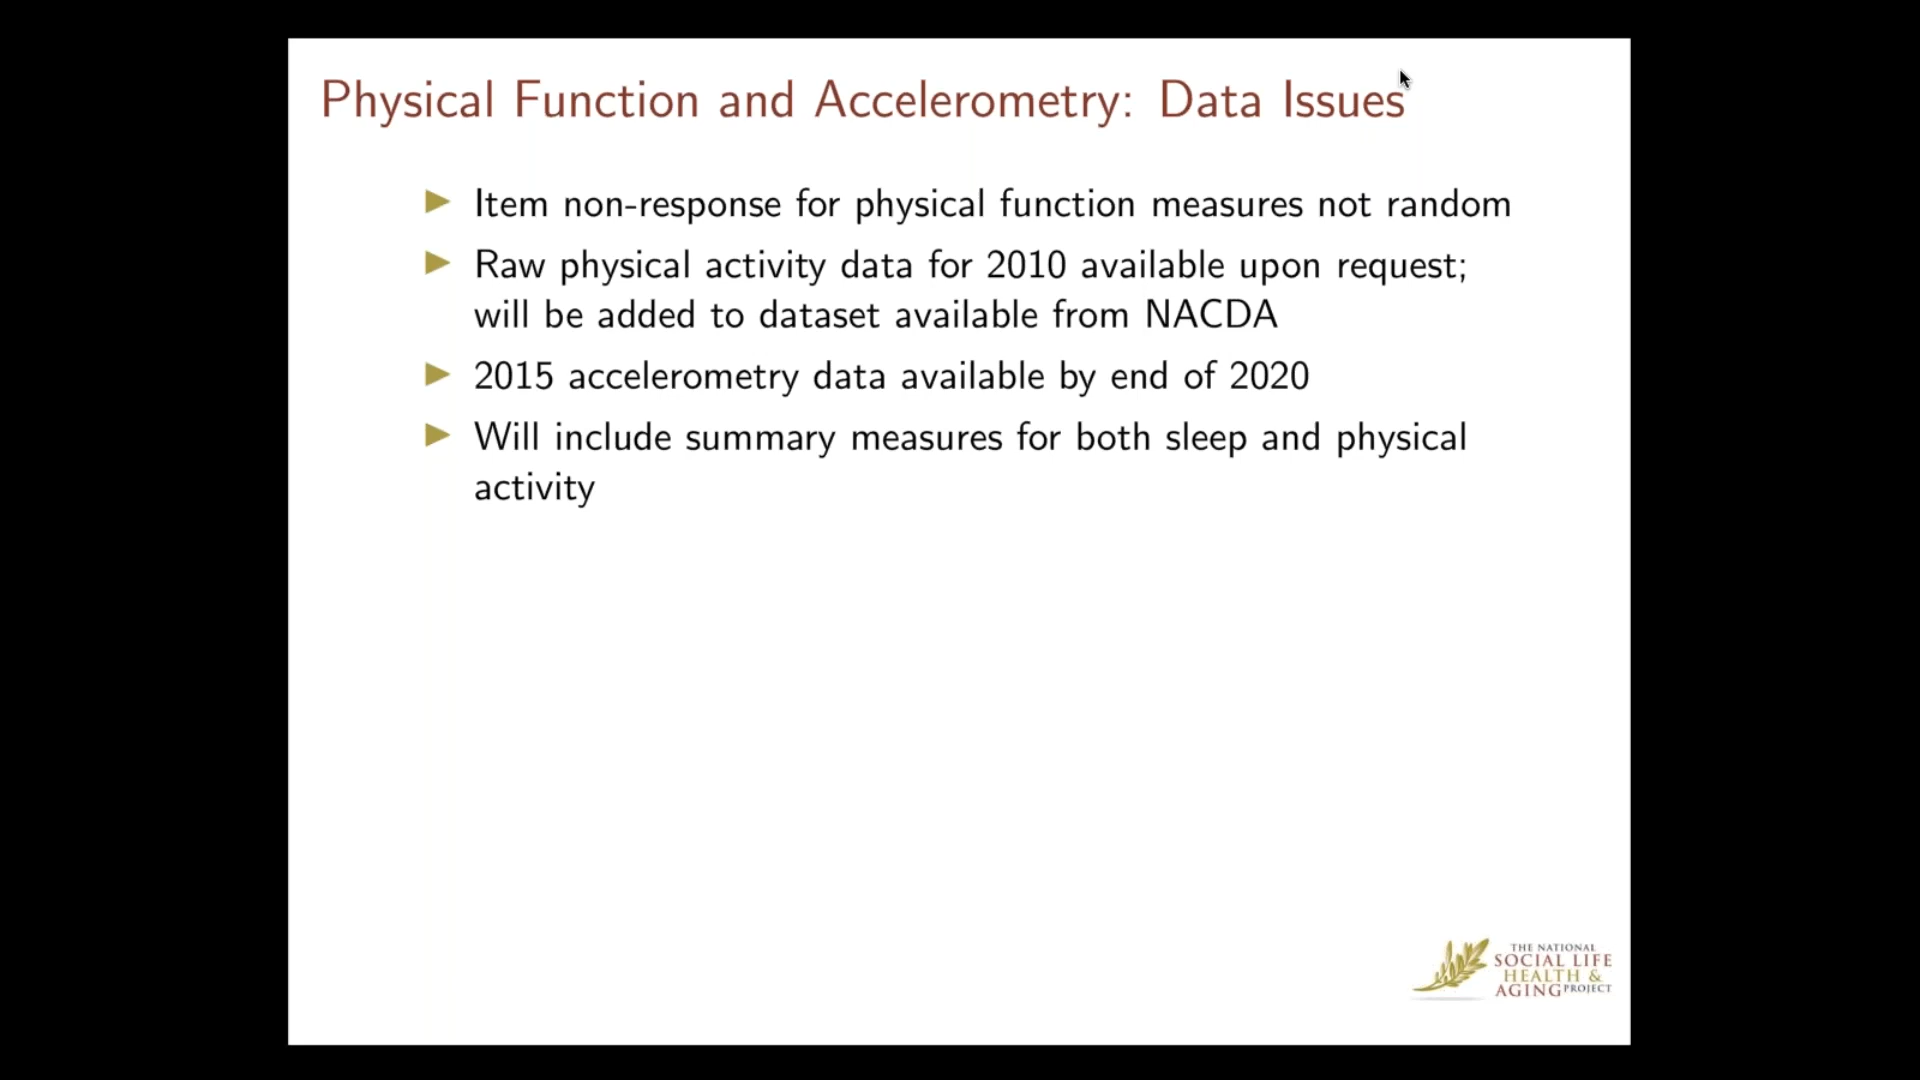 Physical Function and Accelerometry: Data Issues
Item non-response for physical function measures not random
Raw physical activity data for 2010 available upon request;
will be added to dataset available from NACDA
2015 accelerometry data available by end of 2020
Will include summary measures for both sleep and physical
activity
THE NATIONAL
SOCIAL LIFE
HEALTH &
AGING PROJECT